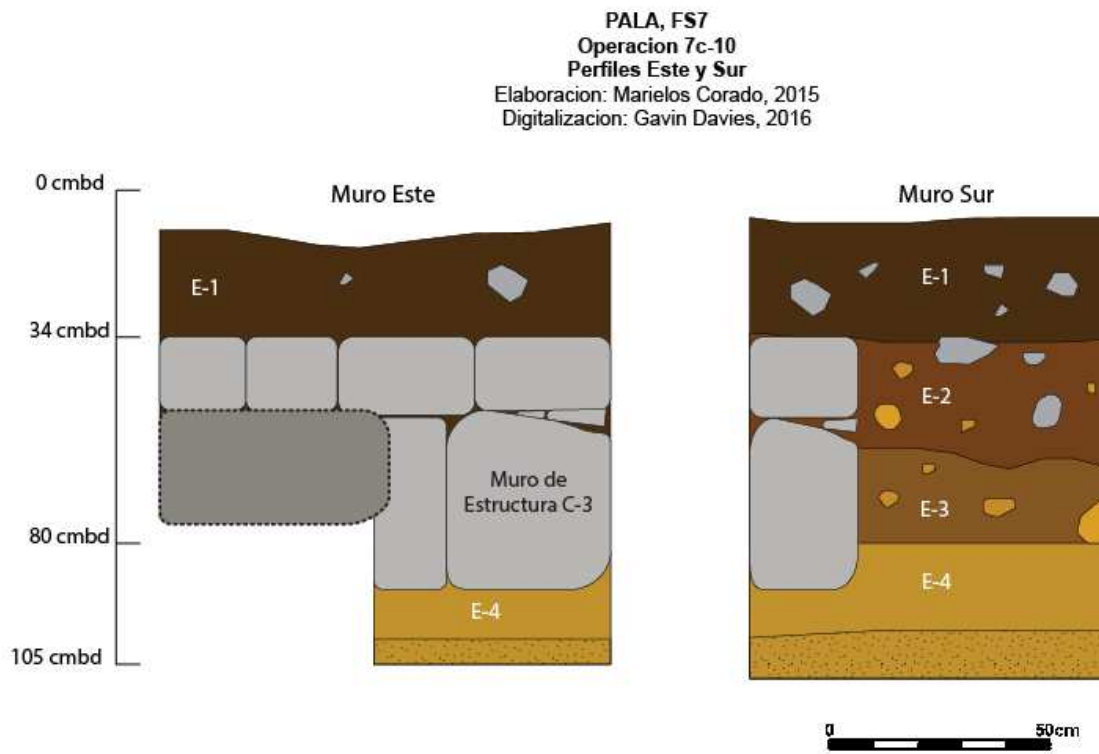 PALA, FS7
Operacion 7c-10
Perfiles Este y Sur
Elaboracion: Marielos Corado, 2015
Digitalizacion: Gavin Davies, 2016
0 cmbd
Muro Este
Muro Sur
E-1
E-1
34 cmbd
E-2
Muro de
Estructura C-3
E-3
80 cmbd
E-4
E-4
105 cmbd
0 50cm